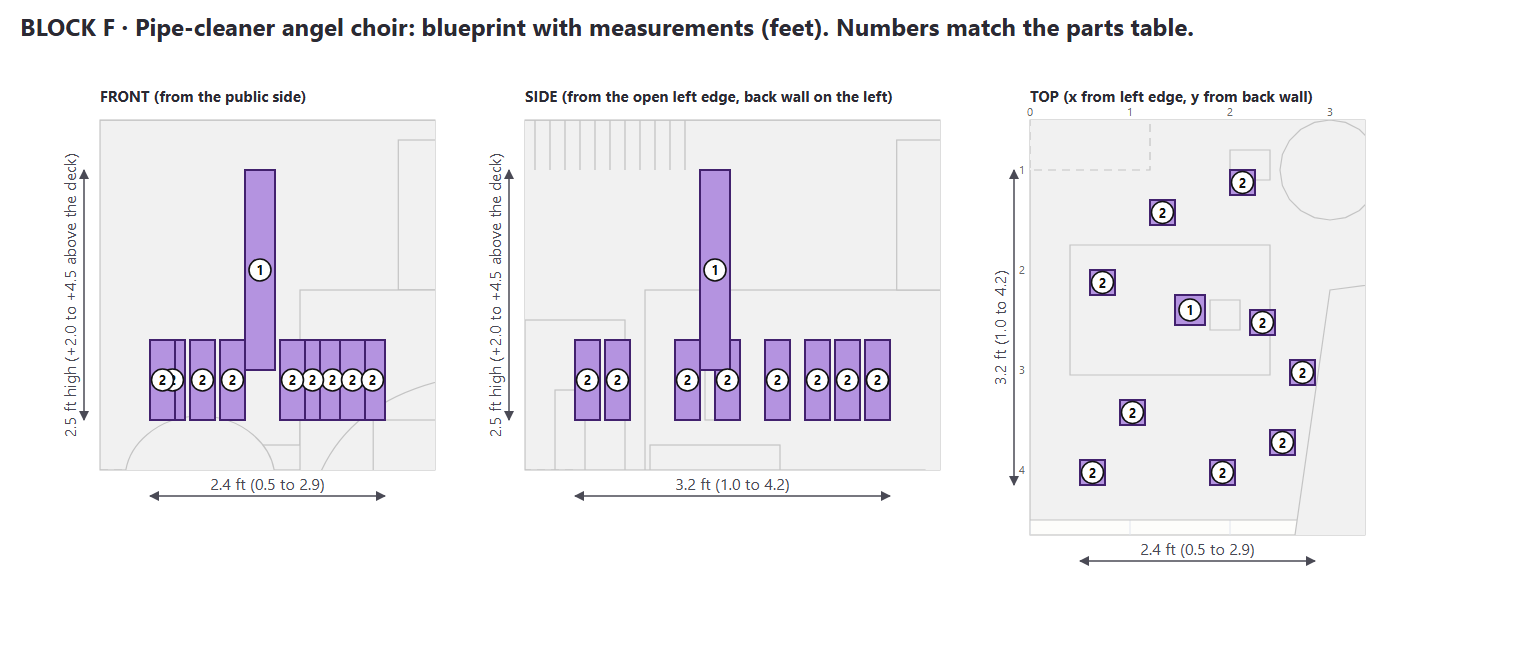 BLOCK F · Pipe-cleaner angel choir: blueprint with measurements (feet). Numbers match the parts table.
FRONT (from the public side)
2.5 ft high (+2.0 to +4.5 above the deck)
1
2 2 2 2 2 2 2 2 2
2.4 ft (0.5 to 2.9)
SIDE (from the open left edge, back wall on the left)
2.5 ft high (+2.0 to +4.5 above the deck)
1
2 2 2 2 2 2 2 2
3.2 ft (1.0 to 4.2)
TOP (x from left edge, y from back wall)
0 1 2 3
1
2
3
4
3.2 ft (1.0 to 4.2)
2
2
2
1
2
2
2
2
2
2
2.4 ft (0.5 to 2.9)